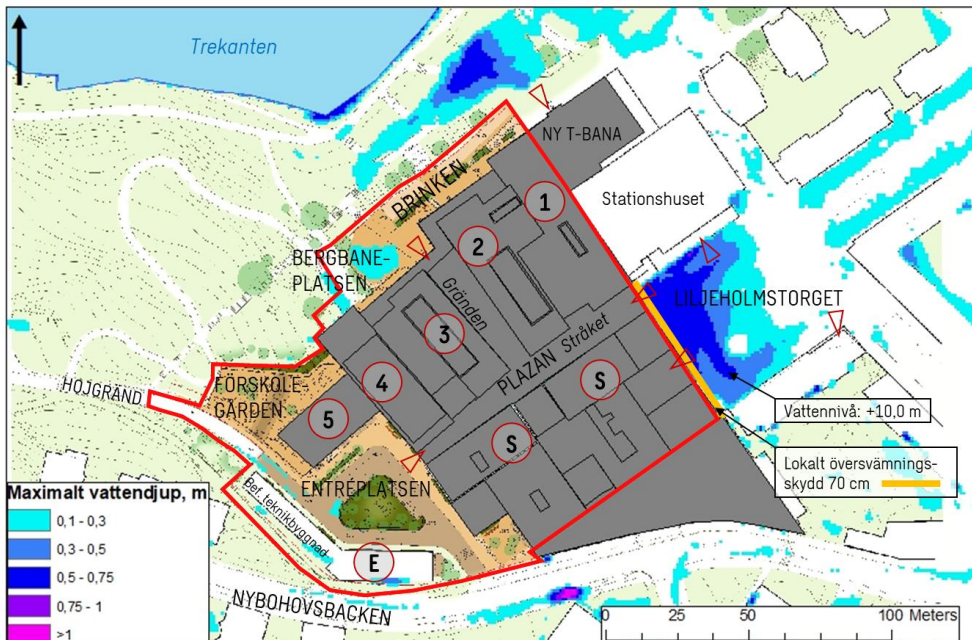 Trekanten
NY T-BANA
Stationshuset
BRINKEN
1
2
BERGBANE-
PLATSEN
Gränden
LILJEHOLMSTORGET
3
PLAZAN Stråket
HÖJGRÄND
FÖRSKOLE-
GÅRDEN
4
S
5
S
Vattennivå: +10,0 m
Lokalt översvämnings-
skydd 70 cm
ENTRÉPLATSEN
Bef. teknikbyggnad
E
NYBOHOVSBACKEN
Maximalt vattendjup, m
0,1 - 0,3
0,3 - 0,5
0,5 - 0,75
0,75 - 1
>1
0 25 50 100 Meters